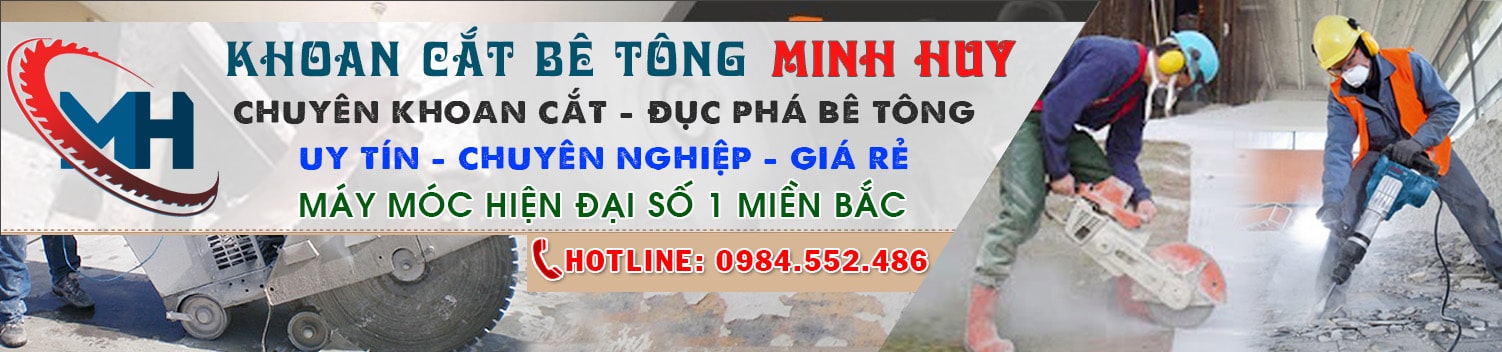 MH
KHOAN CẮT BÊ TÔNG MINH HUY
CHUYÊN KHOAN CẮT - ĐỤC PHÁ BÊ TÔNG
UY TÍN - CHUYÊN NGHIỆP - GIÁ RẺ
MÁY MÓC HIỆN ĐẠI SỐ 1 MIỀN BẮC
HOTLINE: 0984.552.486